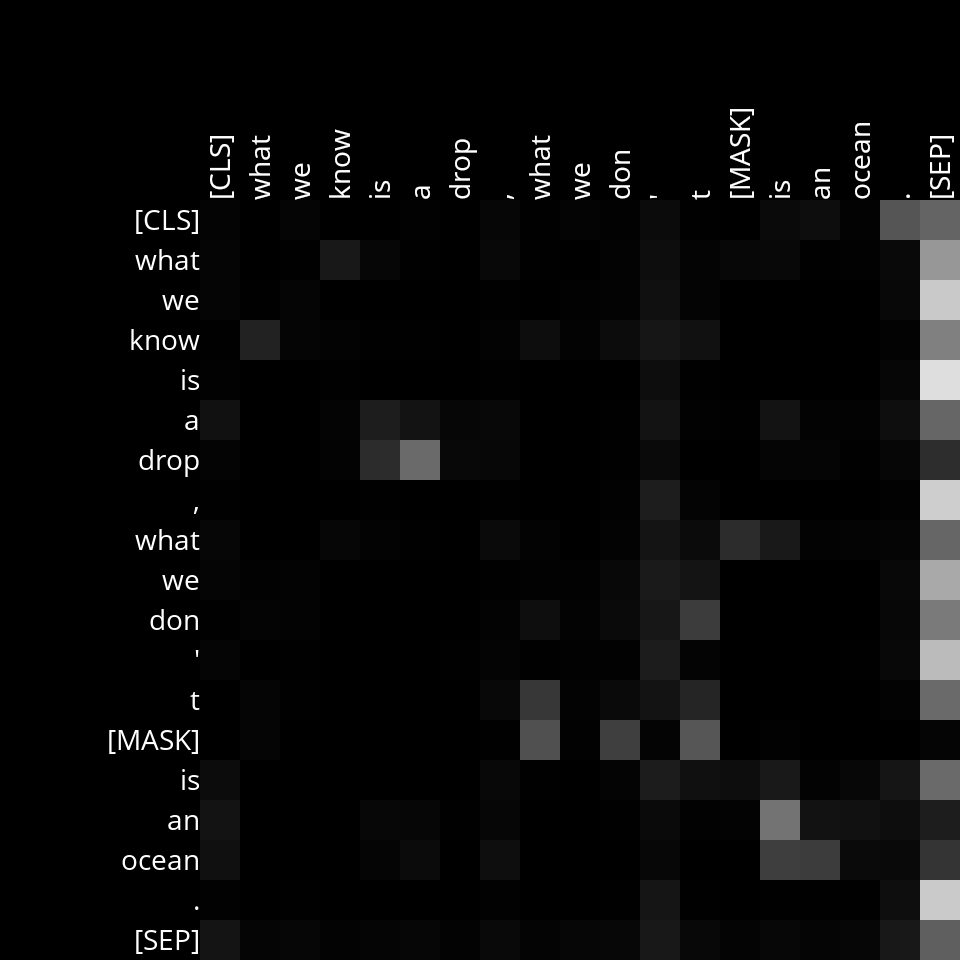 [CLS] what we know is a drop , what we don ' t [MASK] is an ocean . [SEP]
[CLS]
what
we
know
is
a
drop
,
what
we
don
'
t
[MASK]
is
an
ocean
.
[SEP]